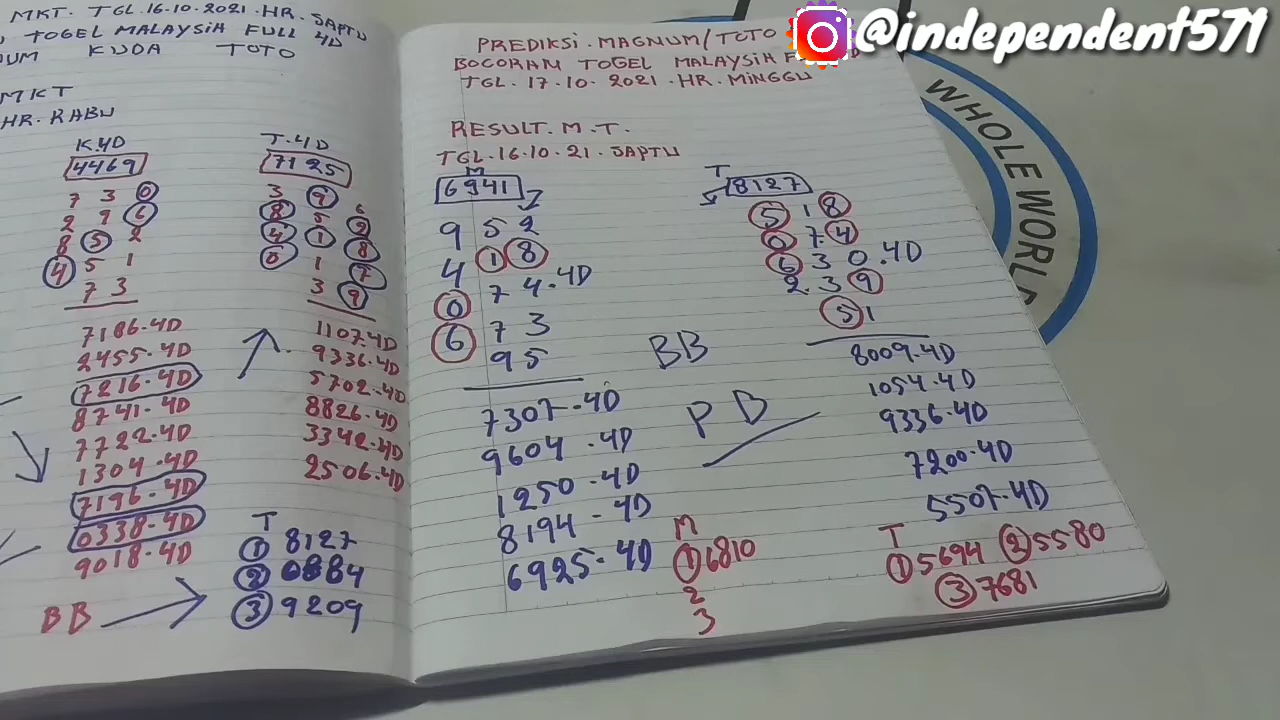 MKT. TGL.16-10-2021.HR.SAPTU
TOGEL MALAYSIA FULL 4D
KUDA TOTO
MKT
HR. RABU
K.4D
4469
7 3 0
2 9 6
8 5 2
4 5 1
7 3
7186.4D
2455.4D
7216.4D
8741.4D
7722.4D
1304.4D
7196.4D
0338.4D
9018.4D
BB
T.4D
7125
3 9
8 5 2
4 1 8
0 1 7
3 9
1107.4D
9336.4D
5702.4D
8826.4D
3342.4D
2506.4D
T
① 8127
② 0884
③ 9209
PREDIKSI. MAGNUM/TOTO
BOCORAN TOGEL MALAYSIA
TGL. 17.10.2021.HR.MINGGU
RESULT. M.T.
TGL.16.10.21.SAPTU
M
6941
9 5 2
4 1 8
0 7 4.4D
6 7 3
9 5
7307.4D
9604.4D
1250.4D
8194-4D
6925.4D
BB
PB
M
① 6810
2
3
T
8127
5 1 8
0 7 4
6 3 0.4D
2.3 9
5 1
8009.4D
1054.4D
9336.4D
7200.4D
5507.4D
T
① 5694 ② 5580
③ 7681
@independent571
WHOLE WORLD